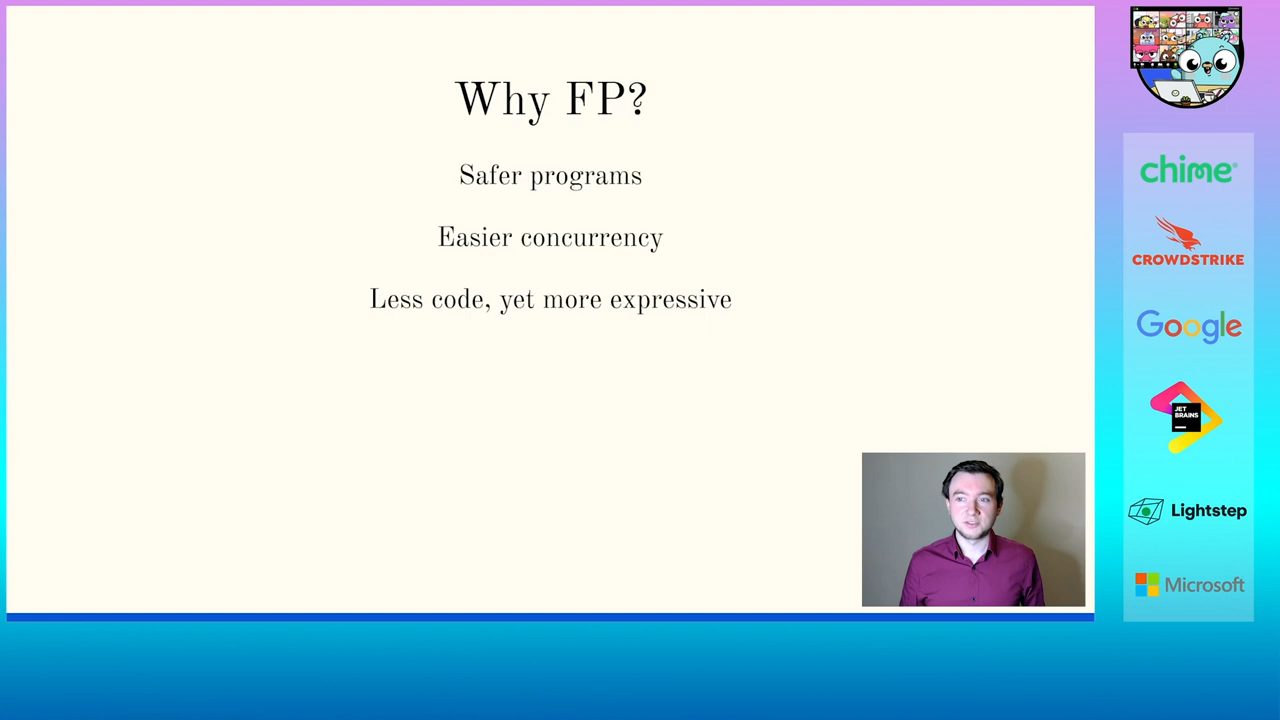 Why FP?
Safer programs
Easier concurrency
Less code, yet more expressive
chime®
CROWDSTRIKE
Google
JET
BRAINS
Lightstep
Microsoft